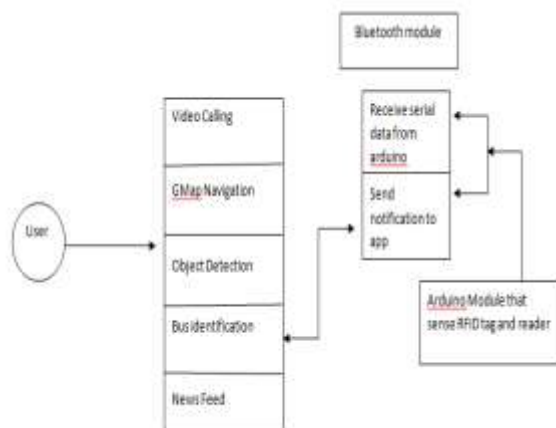 Bluetooth module
Video Calling
GMap Navigation
Object Detection
Bus identification
News Feed
User
Receive serial
data from
arduino
Send
notification to
app
Arduino Module that
sense RFID tag and reader